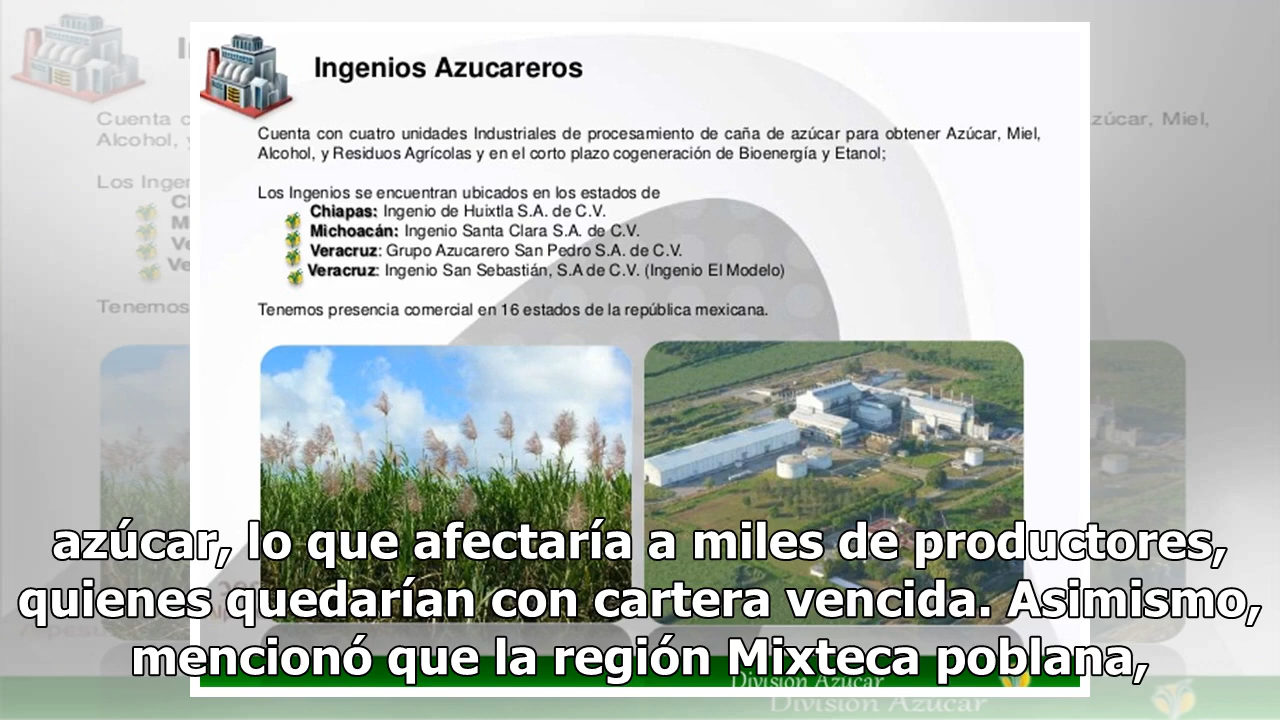 Ingenios Azucareros
Cuenta con cuatro unidades Industriales de procesamiento de caña de azúcar para obtener Azúcar, Miel,
Alcohol, y Residuos Agrícolas y en el corto plazo cogeneración de Bioenergía y Etanol;
Los Ingenios se encuentran ubicados en los estados de
Chiapas: Ingenio de Huixtla S.A. de C.V.
Michoacán: Ingenio Santa Clara S.A. de C.V.
Veracruz: Grupo Azucarero San Pedro S.A. de C.V.
Veracruz: Ingenio San Sebastián, S.A de C.V. (Ingenio El Modelo)
Tenemos presencia comercial en 16 estados de la república mexicana.
azúcar, lo que afectaría a miles de productores,
quienes quedarían con cartera vencida. Asimismo,
mencionó que la región Mixteca poblana,
División Azúcar
División Azúcar